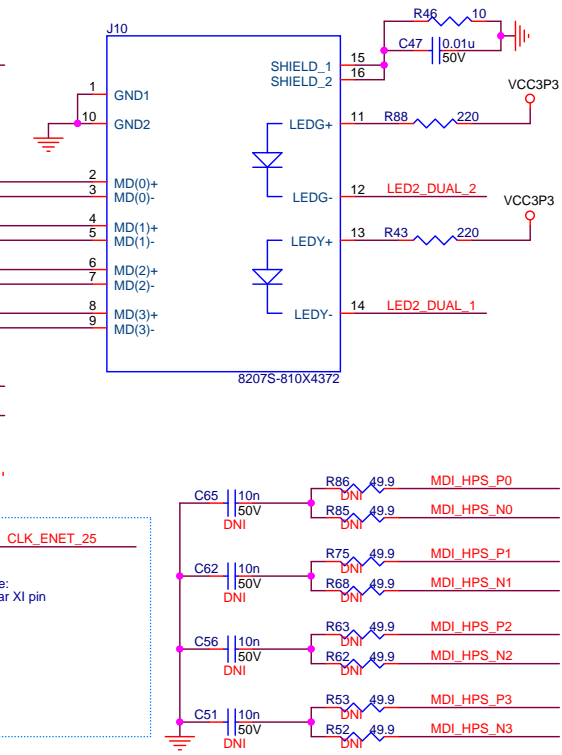 R46 10
J10
C47 0.01u
50V
SHIELD_1 15
SHIELD_2 16
VCC3P3
1 GND1
10 GND2
LEDG+ 11 R88 220
2 MD(0)+
3 MD(0)-
LEDG- 12 LED2_DUAL_2
VCC3P3
4 MD(1)+
5 MD(1)-
LEDY+ 13 R43 220
6 MD(2)+
7 MD(2)-
8 MD(3)+
9 MD(3)-
LEDY- 14 LED2_DUAL_1
8207S-810X4372
CLK_ENET_25
e:
ar XI pin
R86 49.9 MDI_HPS_P0
DNI
C65 10n
50V
DNI
R85 49.9 MDI_HPS_N0
DNI
R75 49.9 MDI_HPS_P1
DNI
C62 10n
50V
DNI
R68 49.9 MDI_HPS_N1
DNI
R63 49.9 MDI_HPS_P2
DNI
C56 10n
50V
DNI
R62 49.9 MDI_HPS_N2
DNI
R53 49.9 MDI_HPS_P3
DNI
C51 10n
50V
DNI
R52 49.9 MDI_HPS_N3
DNI